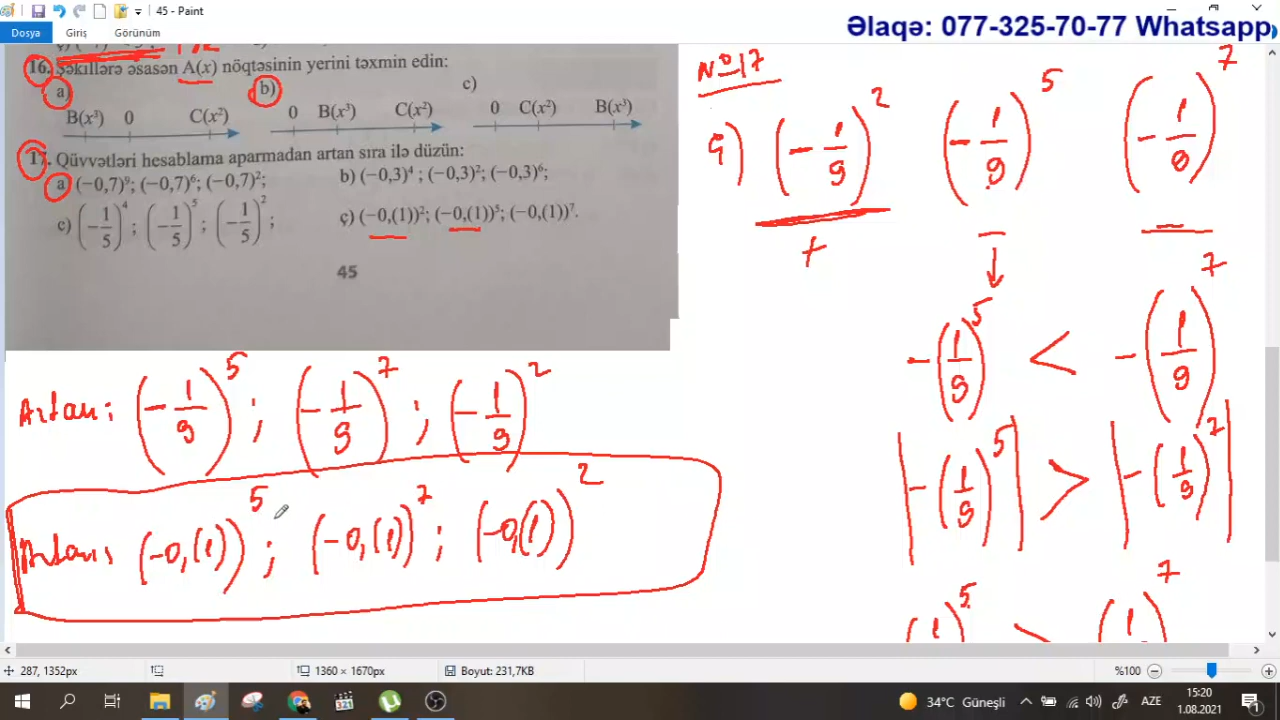 45 - Paint
Əlaqə: 077-325-70-77 Whatsapp
Dosya Giriş Görünüm
16. Şəkillərə əsasən A(x) nöqtəsinin yerini təxmin edin:
a) b) c)
B(x³) 0 C(x²) 0 B(x³) C(x²) 0 C(x²) B(x³)
17. Qüvvətləri hesablama aparmadan artan sıra ilə düzün:
a) (−0,7)⁹; (−0,7)⁶; (−0,7)²; b) (−0,3)⁴ ; (−0,3)²; (−0,3)⁶;
c) (−1/5)⁴ ; (−1/5)⁵ ; (−1/5)² ; ç) (−0,(1))²; (−0,(1))⁵; (−0,(1))⁷.
45
№17
ç) (−1/9)² (−1/9)⁵ (−1/9)⁷
+ − −
−(1/9)⁵ < −(1/9)⁷
|−(1/9)⁵| > |−(1/9)⁷|
Artan: (−1/9)⁵ ; (−1/9)⁷ ; (−1/9)²
Artan: (−0,(1))⁵ ; (−0,(1))⁷ ; (−0,(1))²
287, 1352px 1360 × 1670px Boyut: 231,7KB %100
34°C Güneşli AZE 15:20
1.08.2021